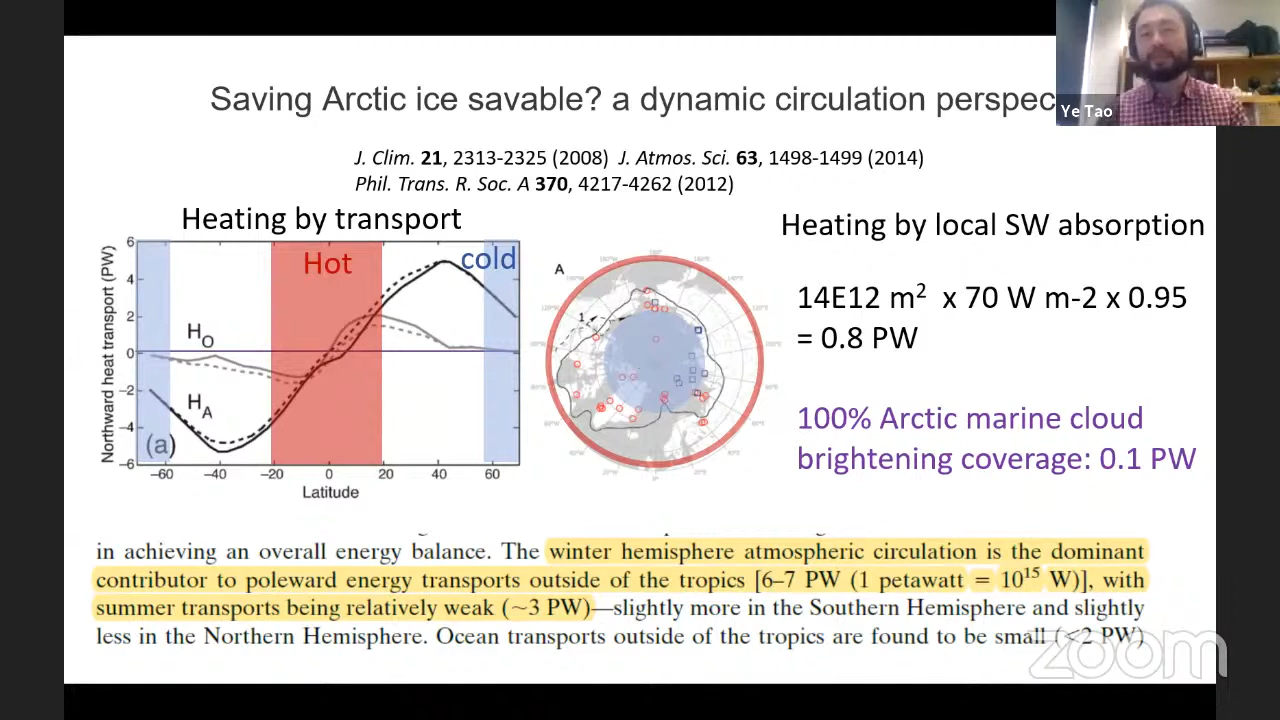 Saving Arctic ice savable? a dynamic circulation perspec
Ye Tao
J. Clim. 21, 2313-2325 (2008) J. Atmos. Sci. 63, 1498-1499 (2014)
Phil. Trans. R. Soc. A 370, 4217-4262 (2012)
Heating by transport
Heating by local SW absorption
Hot
cold
Northward heat transport (PW)
6
4
2
0
−2
−4
−6
H_O
H_A
(a)
−60 −40 −20 0 20 40 60
Latitude
A
1
14E12 m² x 70 W m-2 x 0.95
= 0.8 PW
100% Arctic marine cloud
brightening coverage: 0.1 PW
in achieving an overall energy balance. The winter hemisphere atmospheric circulation is the dominant
contributor to poleward energy transports outside of the tropics [6–7 PW (1 petawatt = 10¹⁵ W)], with
summer transports being relatively weak (~3 PW)—slightly more in the Southern Hemisphere and slightly
less in the Northern Hemisphere. Ocean transports outside of the tropics are found to be small (<2 PW)
zoom